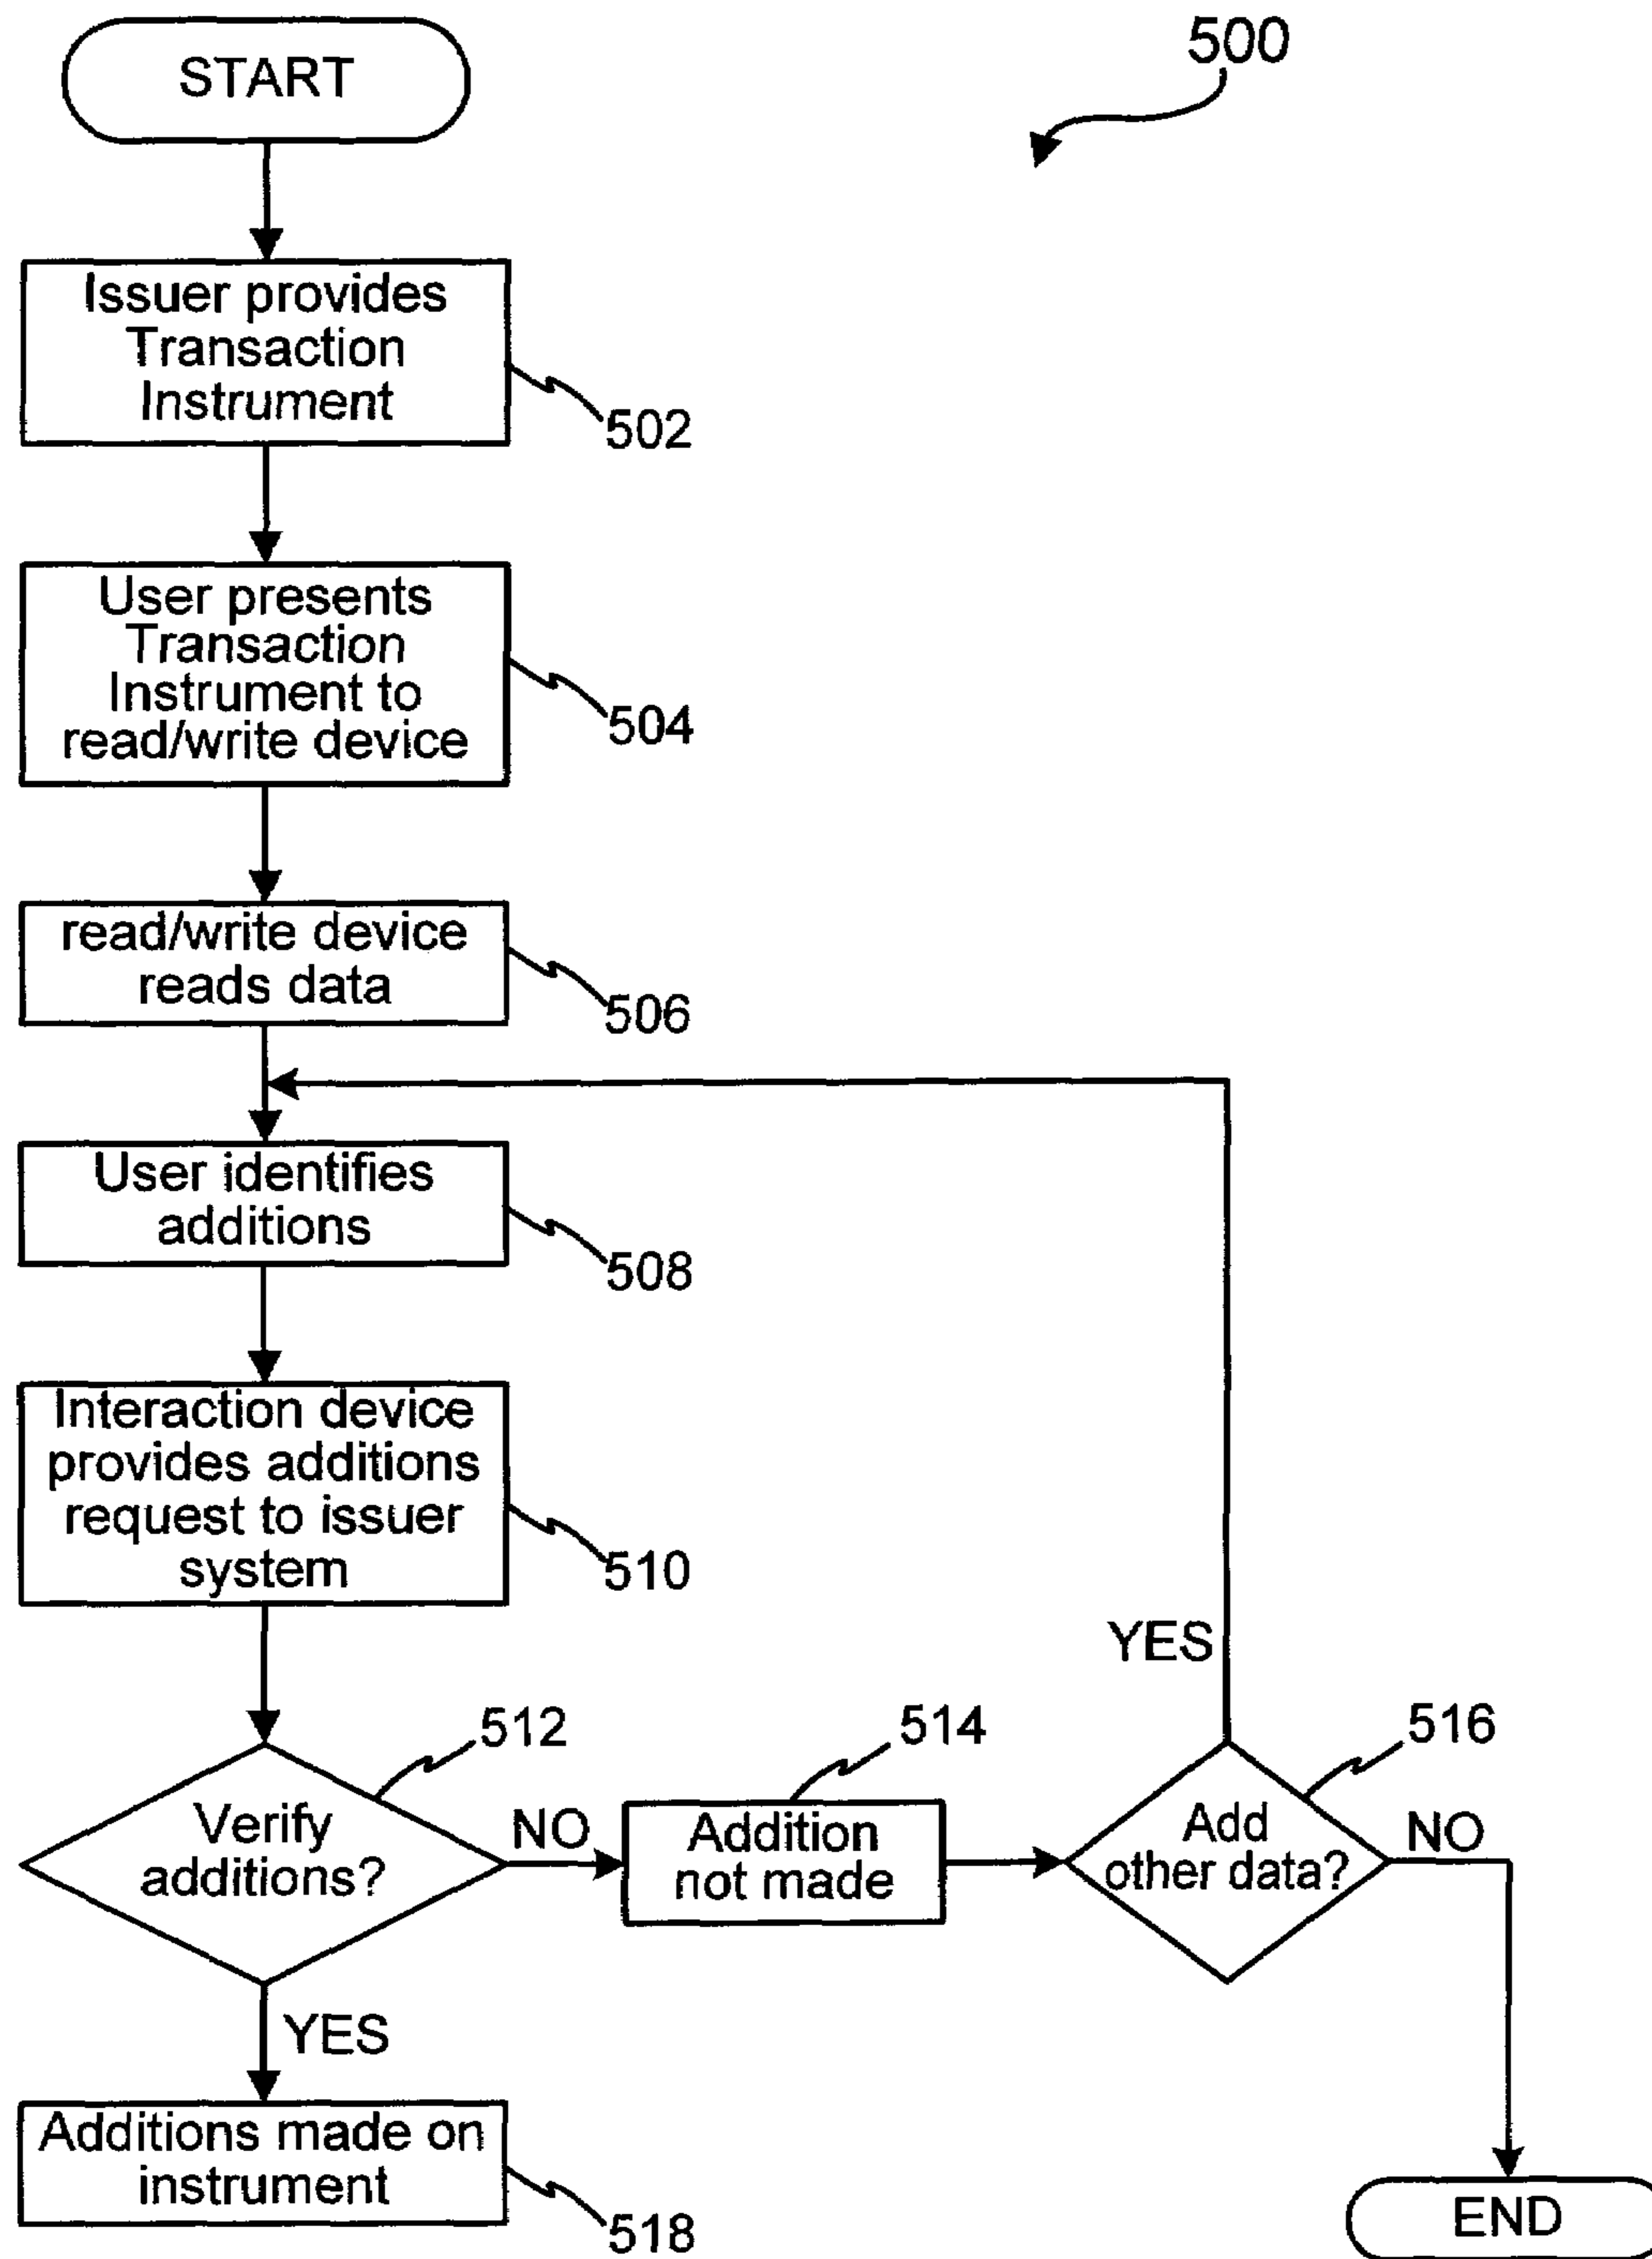 START
500
Issuer provides
Transaction
Instrument
502
User presents
Transaction
Instrument to
read/write device
504
read/write device
reads data
506
User identifies
additions
508
Interaction device
provides additions
request to issuer
system
510
Verify
additions?
512
NO
Addition
not made
514
YES
Add
other data?
516
NO
YES
Additions made on
instrument
518
END